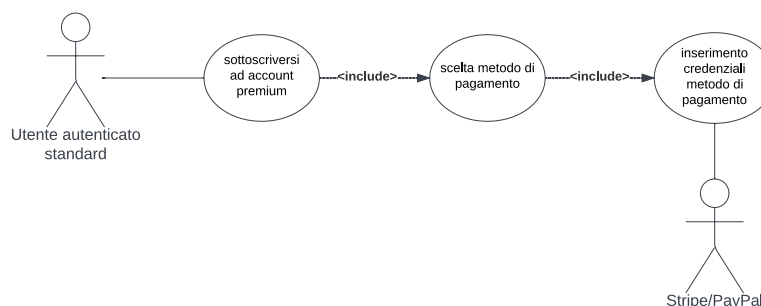 sottoscriversi
ad account
premium
<include>
scelta metodo di
pagamento
<include>
inserimento
credenziali
metodo di
pagamento
Utente autenticato
standard
Stripe/PayPal